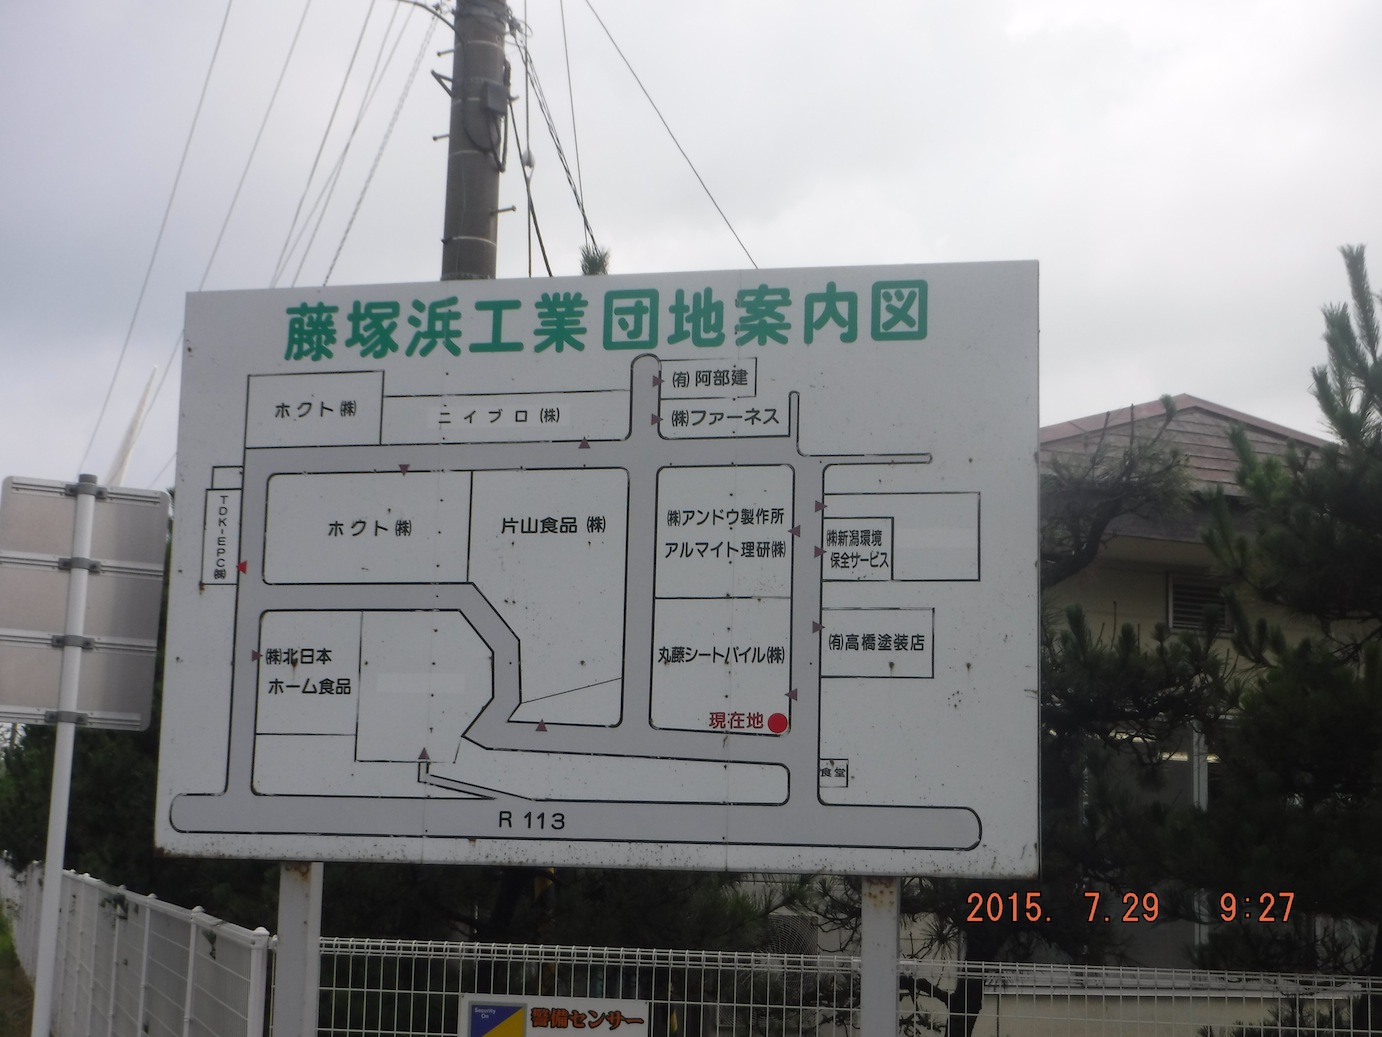 藤塚浜工業団地案内図
㈲阿部建
ホクト㈱
ニイブロ㈱
㈱ファーネス
TDK-EPC㈱
ホクト㈱
片山食品㈱
㈱アンドウ製作所
アルマイト理研㈱
㈱新潟環境
保全サービス
㈱北日本
ホーム食品
丸藤シートパイル㈱
㈲高橋塗装店
現在地
食堂
R 113
2015. 7.29 9:27
Security
On
警備センサー